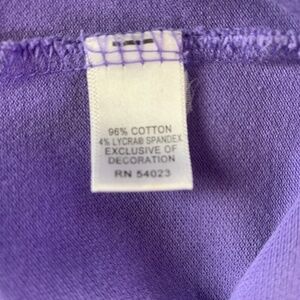 96% COTTON
4% LYCRA® SPANDEX
EXCLUSIVE OF
DECORATION
RN 54023